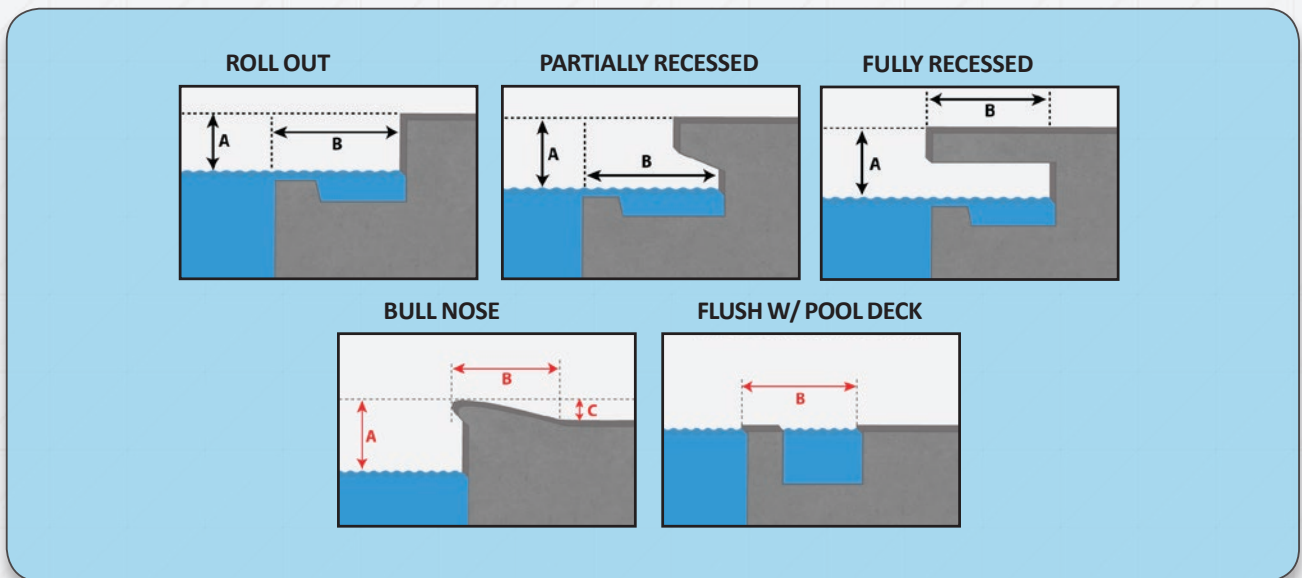 ROLL OUT
PARTIALLY RECESSED
FULLY RECESSED
A
B
A
B
B
A
BULL NOSE
FLUSH W/ POOL DECK
B
C
A
B